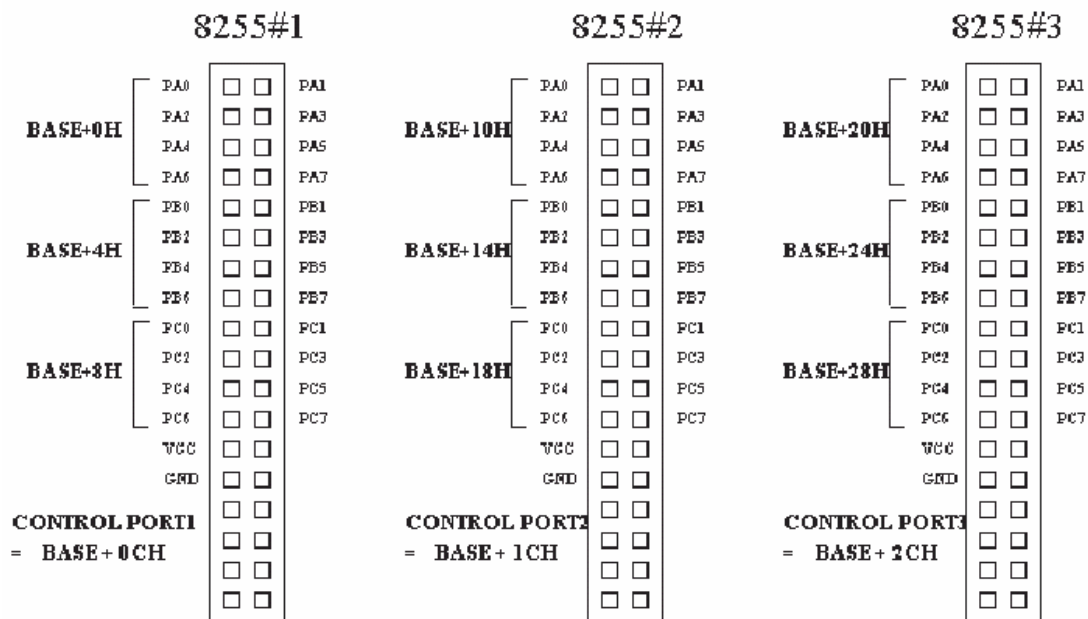 8255#1
PA0 PA1
PA2 PA3
BASE+0H
PA4 PA5
PA6 PA7
PB0 PB1
PB2 PB3
BASE+4H
PB4 PB5
PB6 PB7
PC0 PC1
PC2 PC3
BASE+8H
PC4 PC5
PC6 PC7
VCC
GND
CONTROL PORT1
= BASE + 0CH
8255#2
PA0 PA1
PA2 PA3
BASE+10H
PA4 PA5
PA6 PA7
PB0 PB1
PB2 PB3
BASE+14H
PB4 PB5
PB6 PB7
PC0 PC1
PC2 PC3
BASE+18H
PC4 PC5
PC6 PC7
VCC
GND
CONTROL PORT2
= BASE + 1CH
8255#3
PA0 PA1
PA2 PA3
BASE+20H
PA4 PA5
PA6 PA7
PB0 PB1
PB2 PB3
BASE+24H
PB4 PB5
PB6 PB7
PC0 PC1
PC2 PC3
BASE+28H
PC4 PC5
PC6 PC7
VCC
GND
CONTROL PORT3
= BASE + 2CH